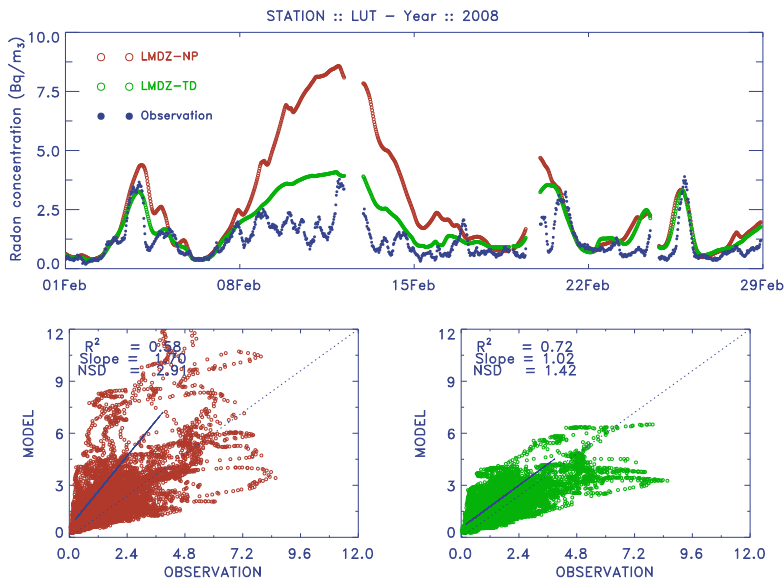 STATION :: LUT – Year :: 2008
Radon concentration (Bq/m3)
10.0
7.5
5.0
2.5
0.0
LMDZ–NP
LMDZ–TD
Observation
01Feb 08Feb 15Feb 22Feb 29Feb
MODEL
12
9
6
3
0
R² = 0.58
Slope = 1.70
NSD = 2.91
0.0 2.4 4.8 7.2 9.6 12.0
OBSERVATION
MODEL
12
9
6
3
0
R² = 0.72
Slope = 1.02
NSD = 1.42
0.0 2.4 4.8 7.2 9.6 12.0
OBSERVATION